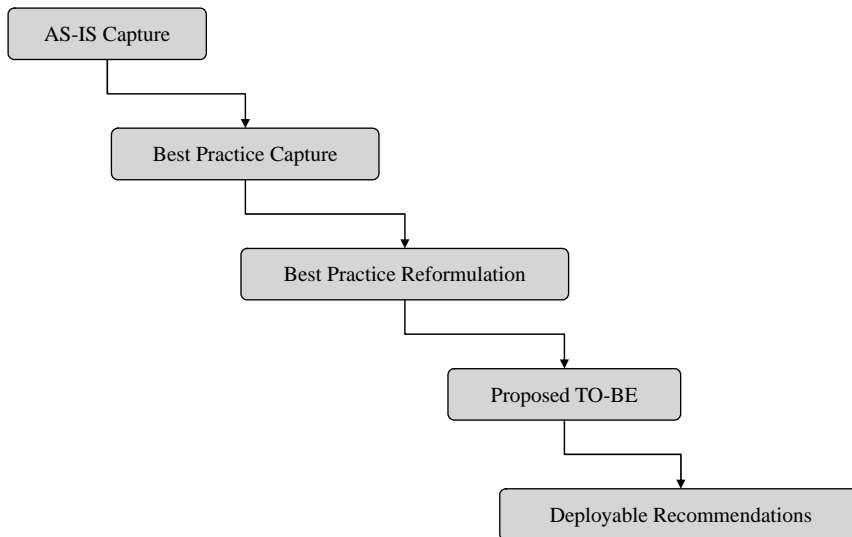 AS-IS Capture
Best Practice Capture
Best Practice Reformulation
Proposed TO-BE
Deployable Recommendations